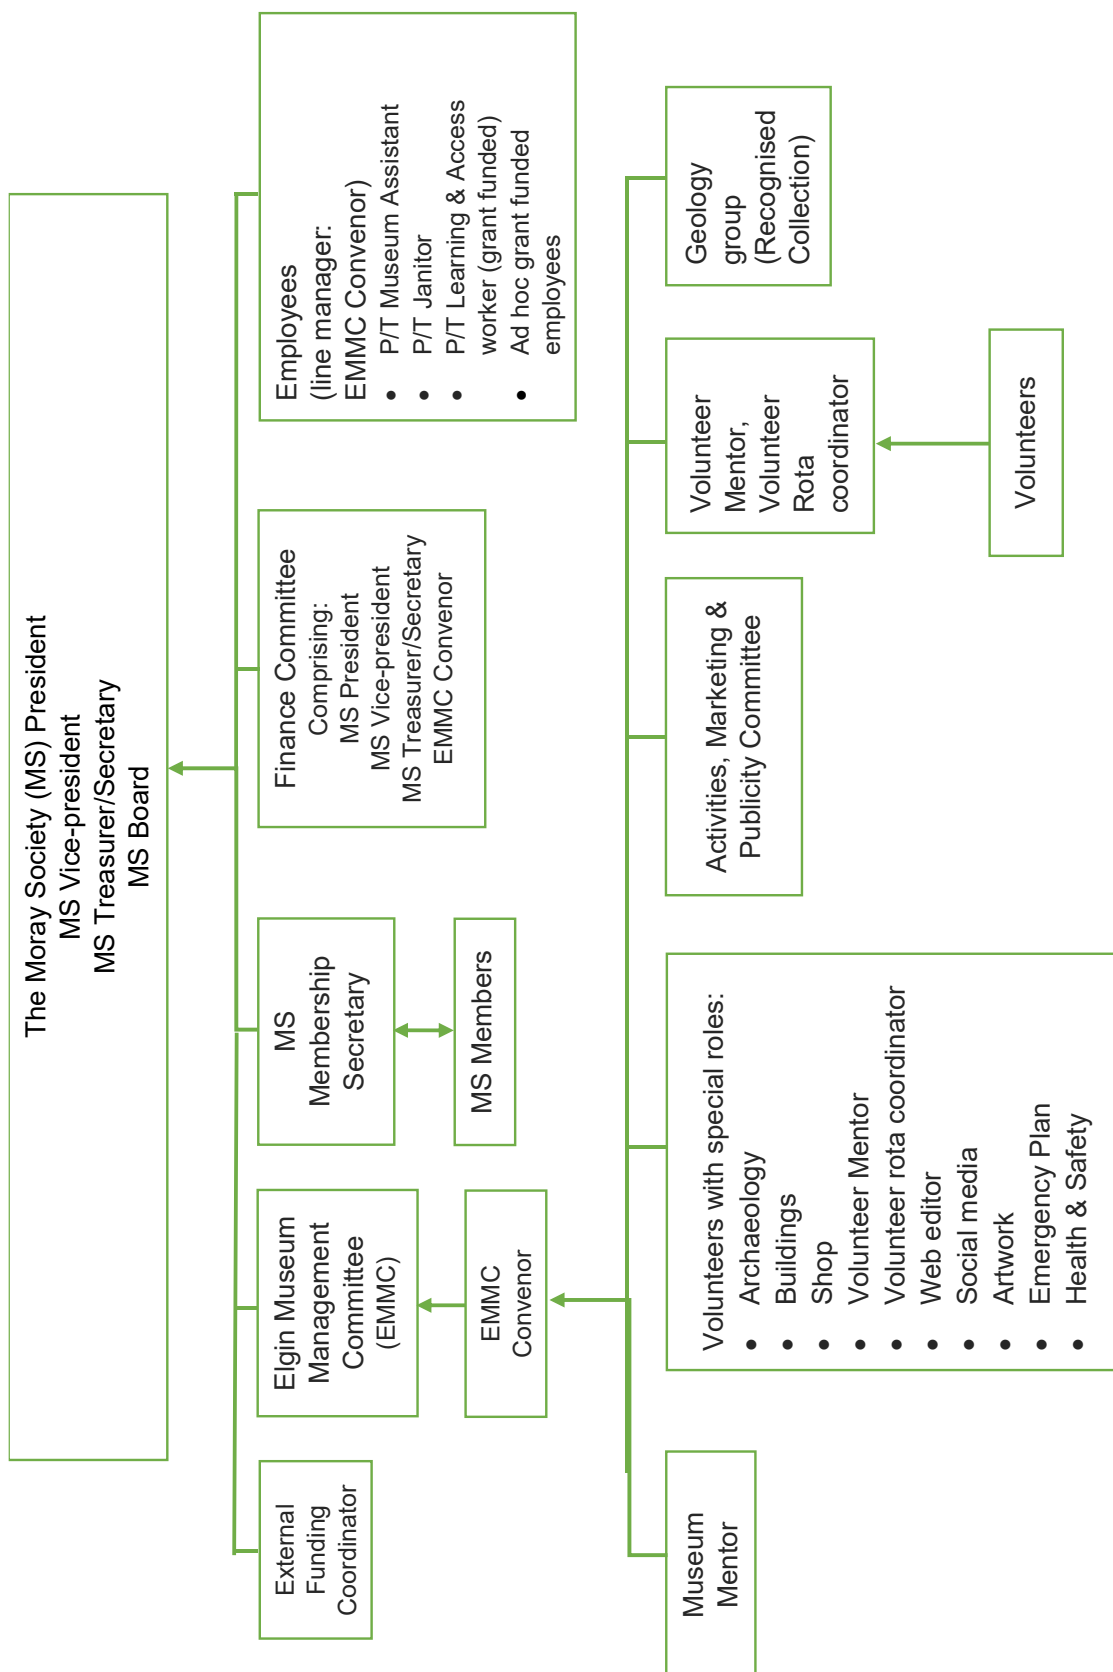 The Moray Society (MS) President
MS Vice-president
MS Treasurer/Secretary
MS Board
External
Funding
Coordinator
Elgin Museum
Management
Committee
(EMMC)
EMMC
Convenor
MS
Membership
Secretary
MS Members
Finance Committee
Comprising:
MS President
MS Vice-president
MS Treasurer/Secretary
EMMC Convenor
Employees
(line manager:
EMMC Convenor)
• P/T Museum Assistant
• P/T Janitor
• P/T Learning & Access
worker (grant funded)
• Ad hoc grant funded
employees
Museum
Mentor
Volunteers with special roles:
• Archaeology
• Buildings
• Shop
• Volunteer Mentor
• Volunteer rota coordinator
• Web editor
• Social media
• Artwork
• Emergency Plan
• Health & Safety
Activities, Marketing &
Publicity Committee
Volunteer
Mentor,
Volunteer
Rota
coordinator
Volunteers
Geology
group
(Recognised
Collection)